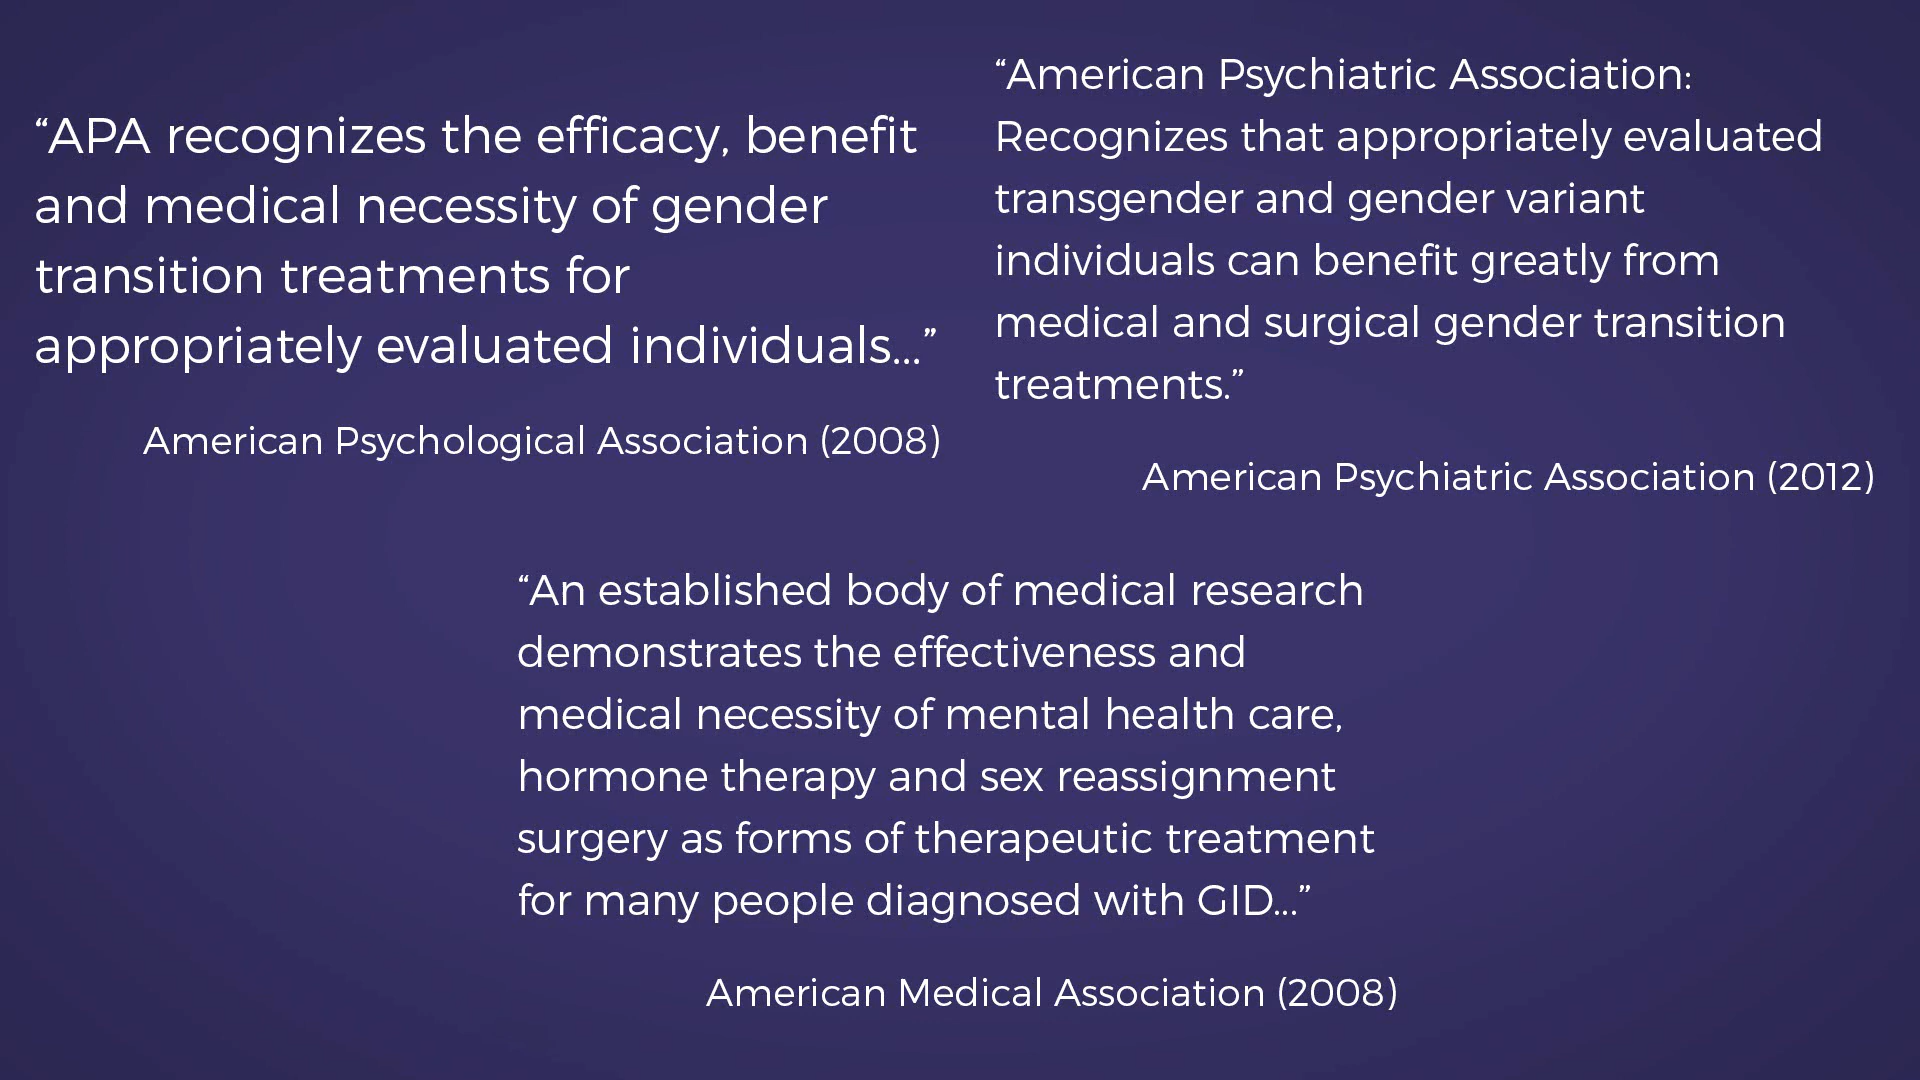 “APA recognizes the efficacy, benefit
and medical necessity of gender
transition treatments for
appropriately evaluated individuals...”
American Psychological Association (2008)
“American Psychiatric Association:
Recognizes that appropriately evaluated
transgender and gender variant
individuals can benefit greatly from
medical and surgical gender transition
treatments.”
American Psychiatric Association (2012)
“An established body of medical research
demonstrates the effectiveness and
medical necessity of mental health care,
hormone therapy and sex reassignment
surgery as forms of therapeutic treatment
for many people diagnosed with GID...”
American Medical Association (2008)